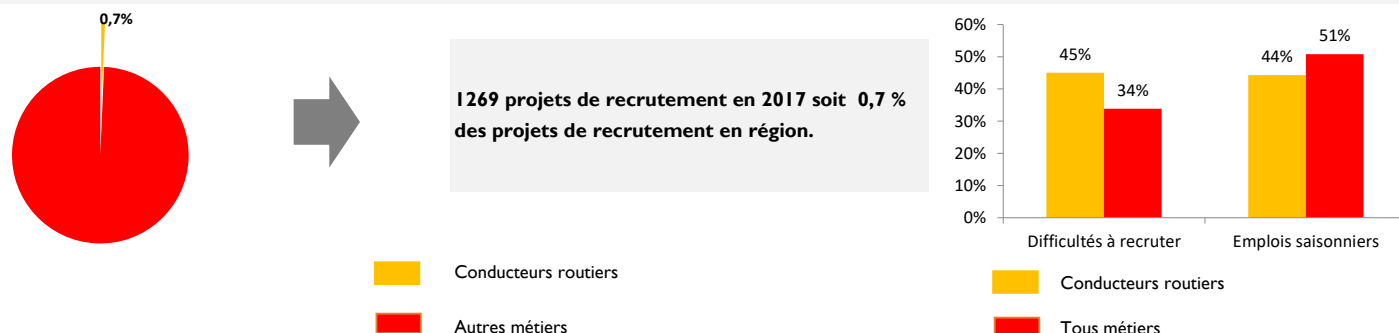 0,7%
1269 projets de recrutement en 2017 soit 0,7 %
des projets de recrutement en région.
Conducteurs routiers
Autres métiers
60%
50%
40%
30%
20%
10%
0%
45%
34%
44%
51%
Difficultés à recruter
Emplois saisonniers
Conducteurs routiers
Tous métiers